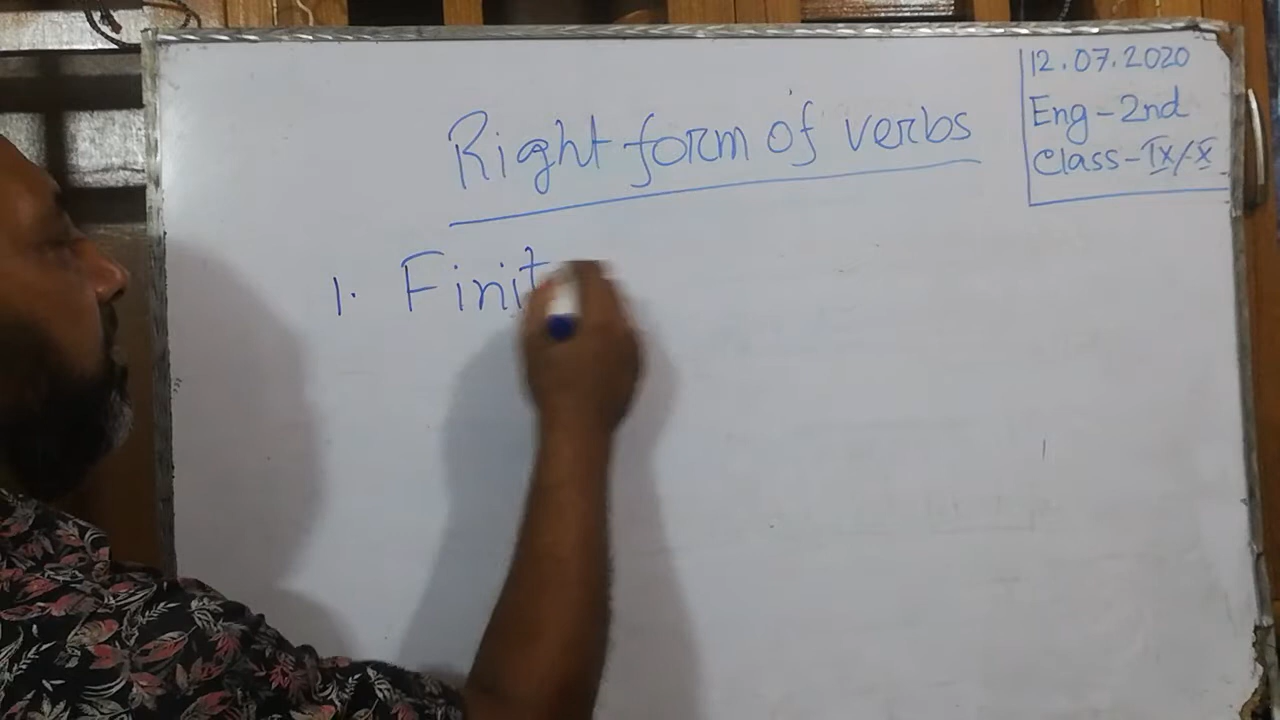 12.07.2020
Eng-2nd
Class-IX/X
Right form of verbs
1. Finit